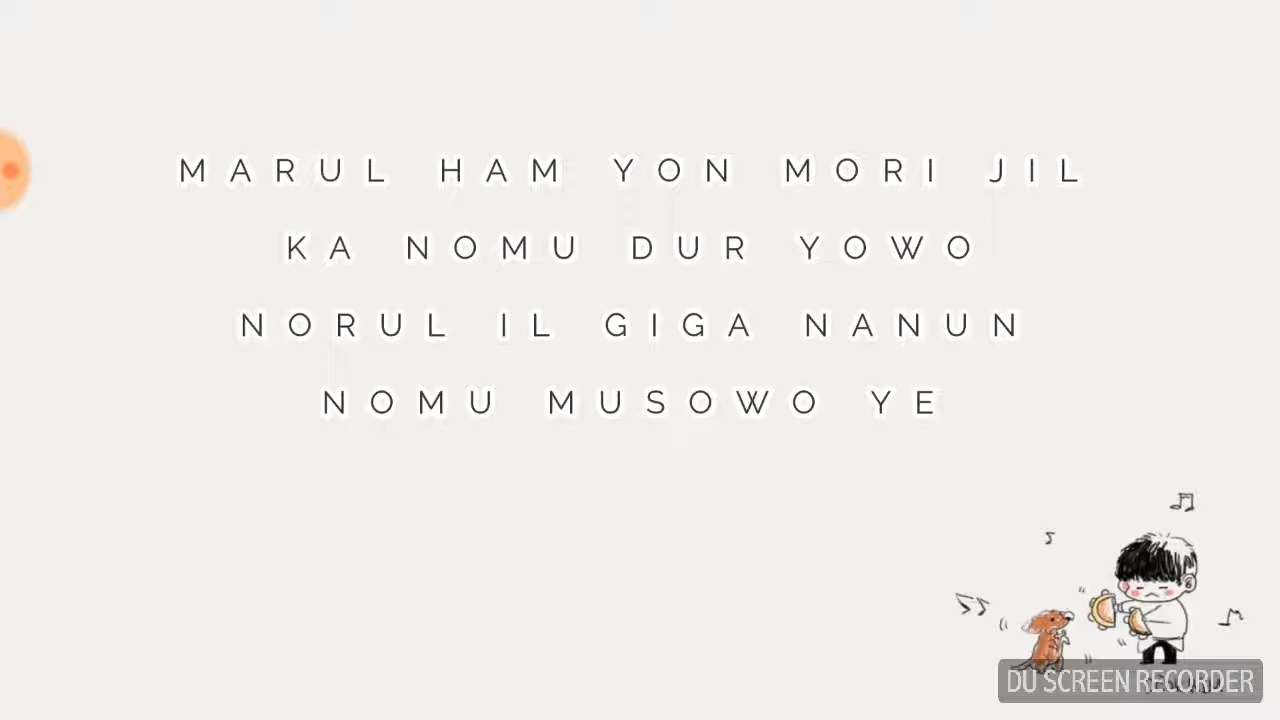 MARUL HAM YON MORI JIL
KA NOMU DUR YOWO
NORUL IL GIGA NANUN
NOMU MUSOWO YE
DU SCREEN RECORDER